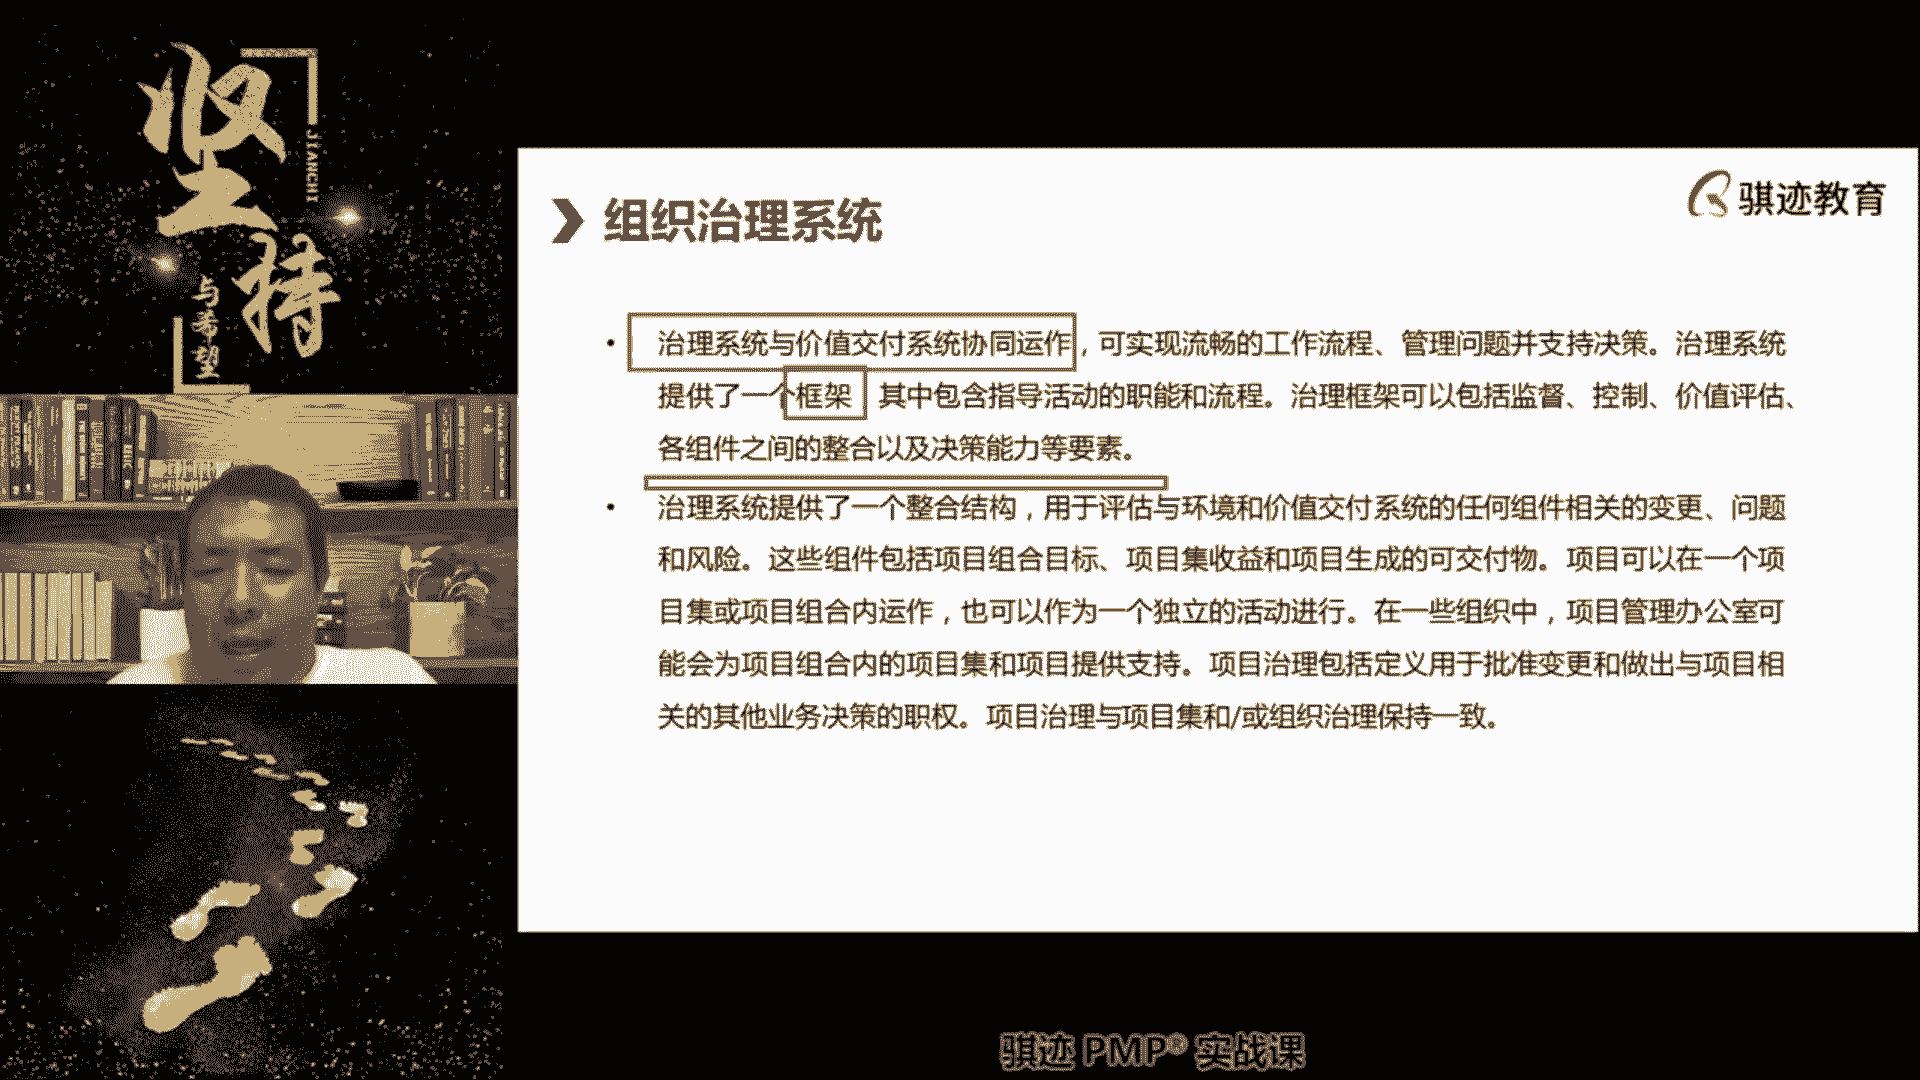 坚持
JIANCHI
与希望
骐迹教育
组织治理系统
• 治理系统与价值交付系统协同运作，可实现流畅的工作流程、管理问题并支持决策。治理系统
提供了一个框架 其中包含指导活动的职能和流程。治理框架可以包括监督、控制、价值评估、
各组件之间的整合以及决策能力等要素。
• 治理系统提供了一个整合结构，用于评估与环境和价值交付系统的任何组件相关的变更、问题
和风险。这些组件包括项目组合目标、项目集收益和项目生成的可交付物。项目可以在一个项
目集或项目组合内运作，也可以作为一个独立的活动进行。在一些组织中，项目管理办公室可
能会为项目组合内的项目集和项目提供支持。项目治理包括定义用于批准变更和做出与项目相
关的其他业务决策的职权。项目治理与项目集和/或组织治理保持一致。
骐迹 PMP® 实战课